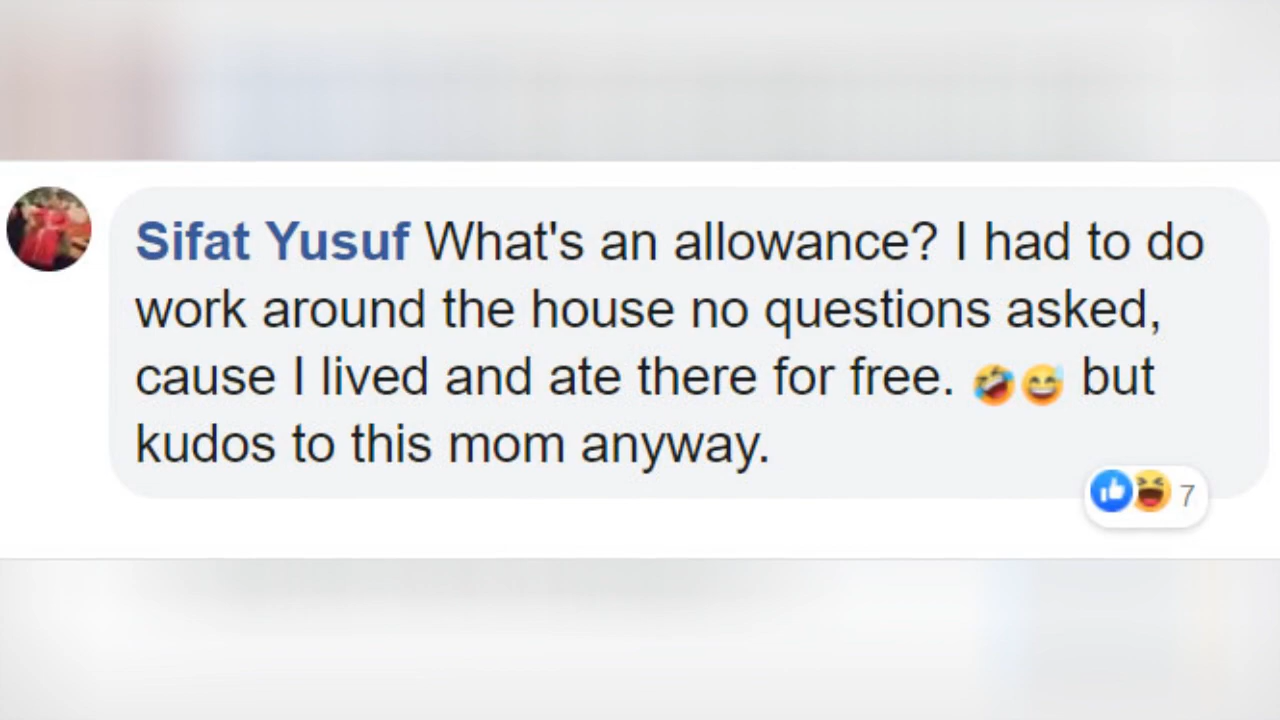 Sifat Yusuf What's an allowance? I had to do
work around the house no questions asked,
cause I lived and ate there for free. 🤣😅 but
kudos to this mom anyway.
7